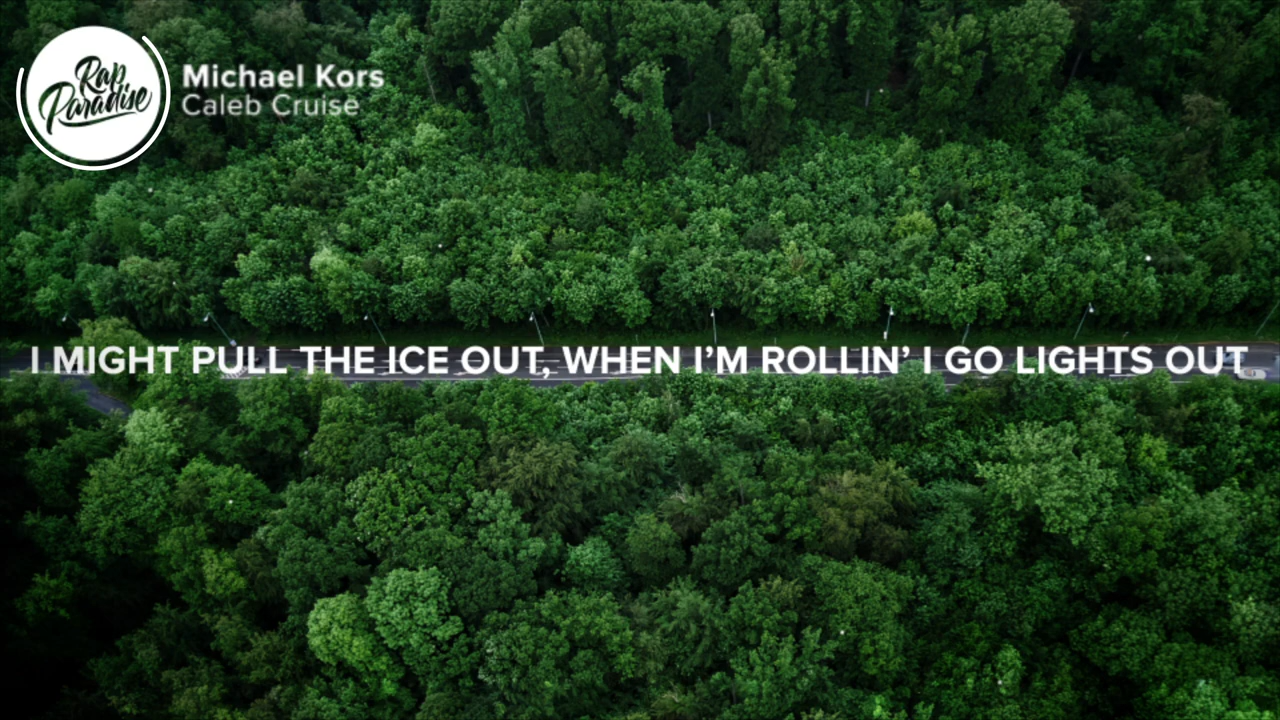 Rap
Paradise
Michael Kors
Caleb Cruise
I MIGHT PULL THE ICE OUT, WHEN I’M ROLLIN’ I GO LIGHTS OUT